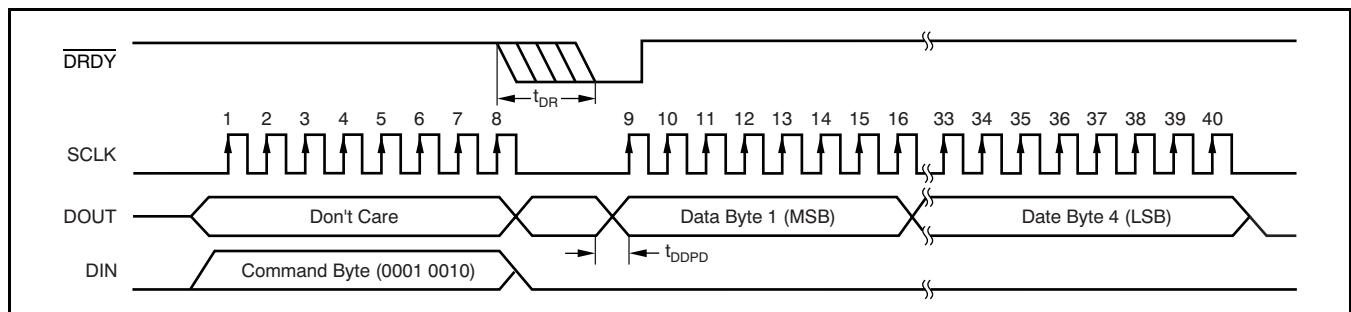 DRDY
tDR
1 2 3 4 5 6 7 8 9 10 11 12 13 14 15 16 33 34 35 36 37 38 39 40
SCLK
DOUT Don't Care Data Byte 1 (MSB) Date Byte 4 (LSB)
tDDPD
DIN Command Byte (0001 0010)